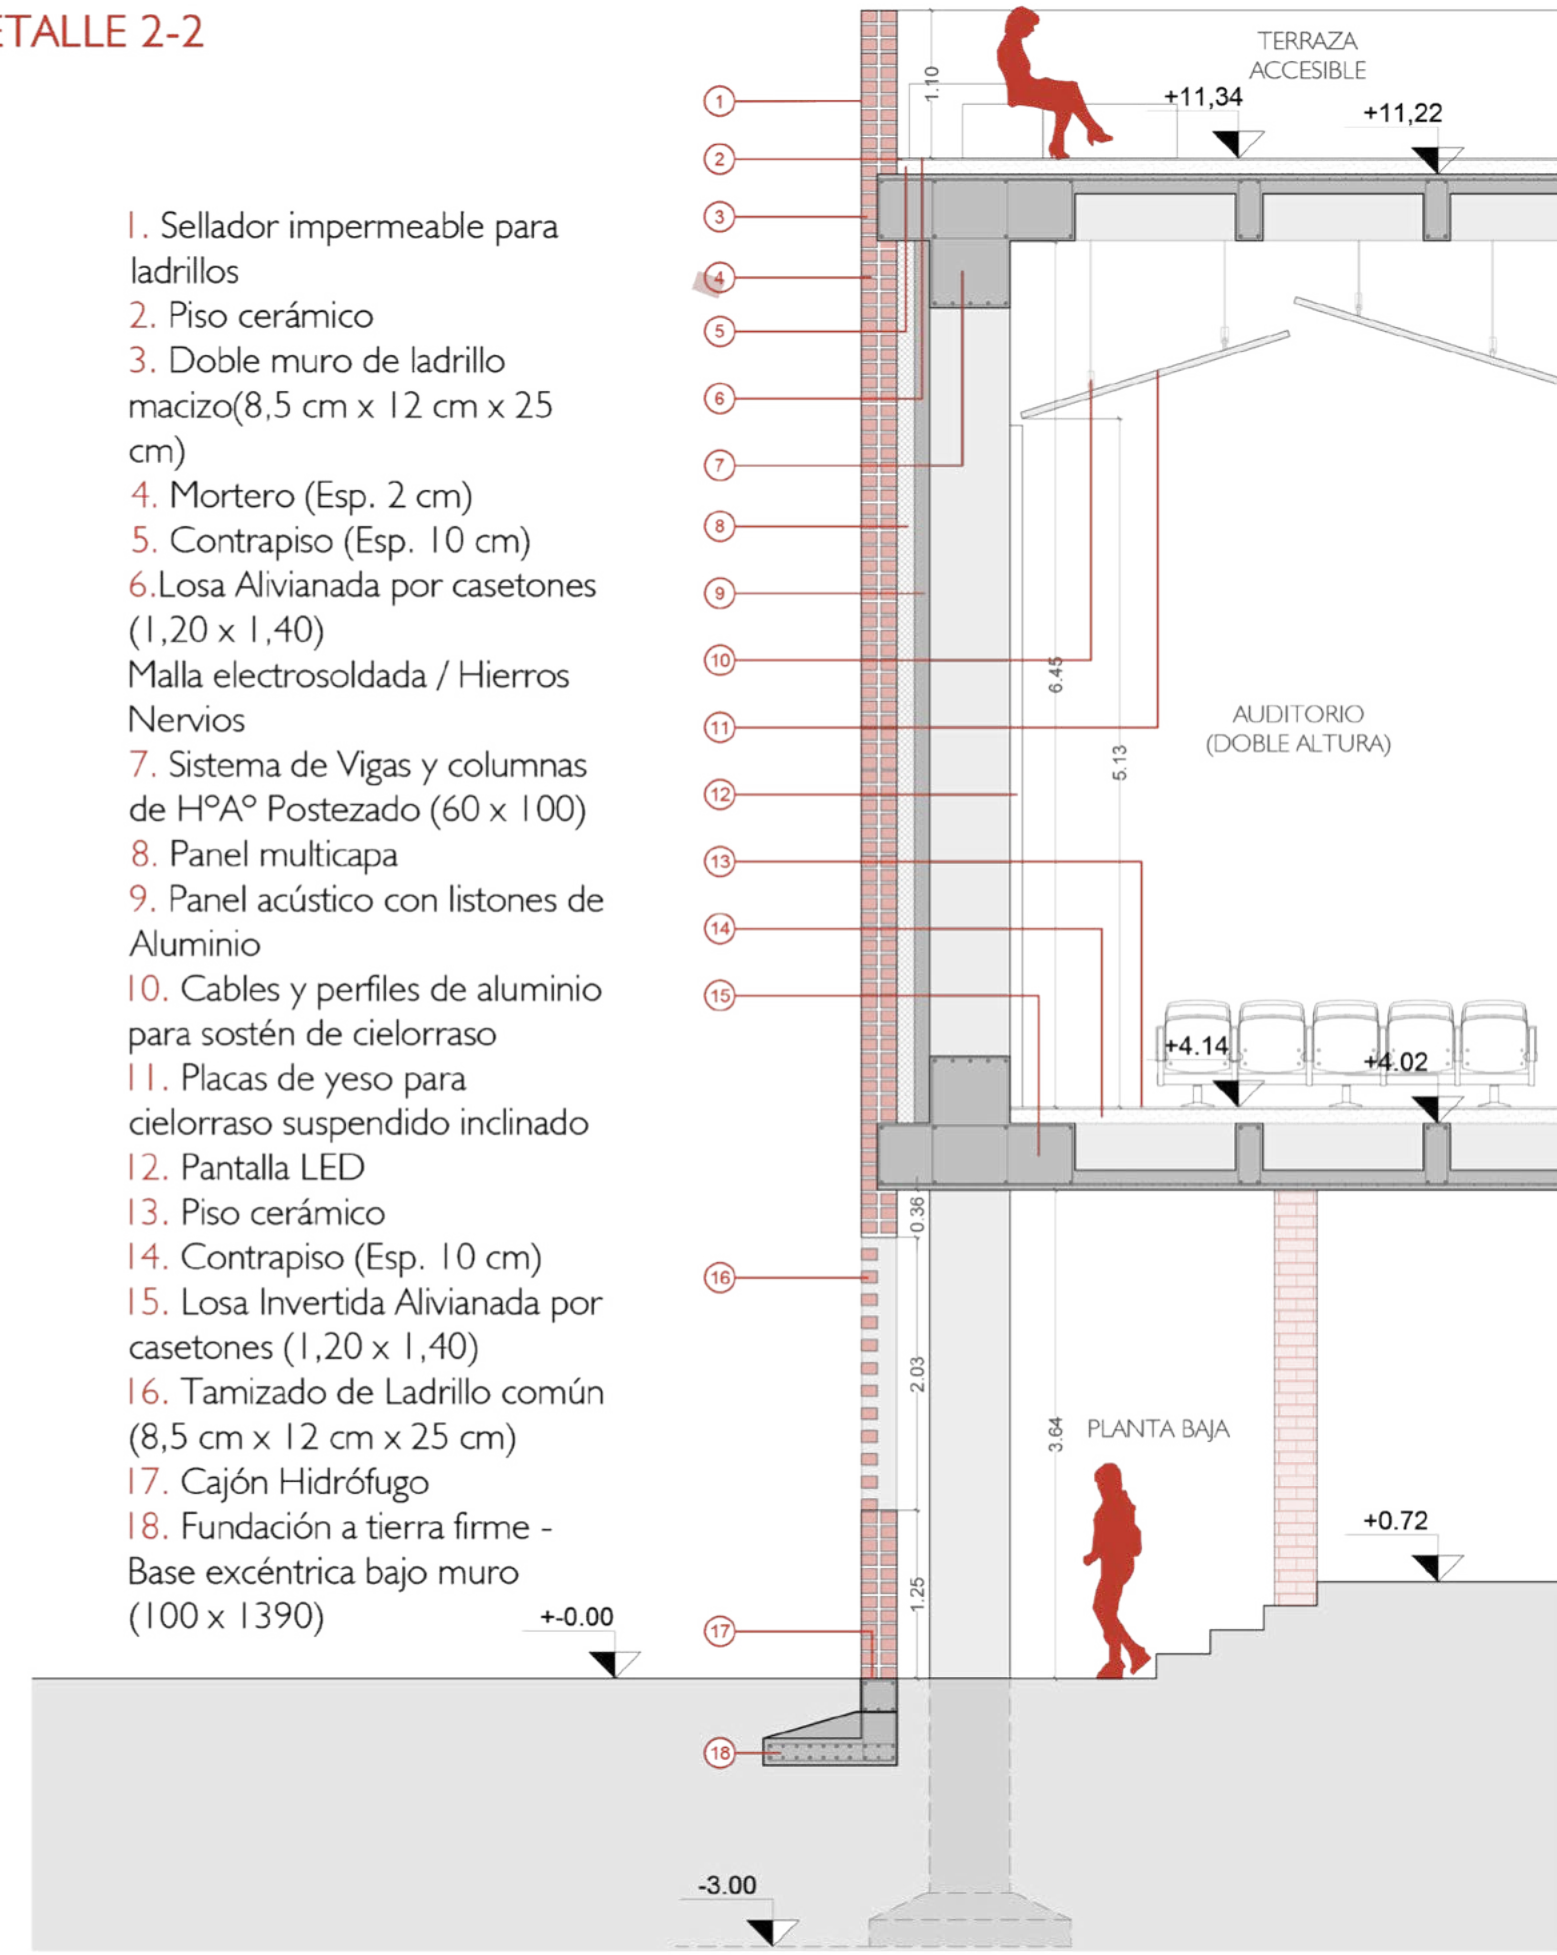 ETALLE 2-2
1. Sellador impermeable para
ladrillos
2. Piso cerámico
3. Doble muro de ladrillo
macizo(8,5 cm x 12 cm x 25
cm)
4. Mortero (Esp. 2 cm)
5. Contrapiso (Esp. 10 cm)
6.Losa Alivianada por casetones
(1,20 x 1,40)
Malla electrosoldada / Hierros
Nervios
7. Sistema de Vigas y columnas
de HºAº Postezado (60 x 100)
8. Panel multicapa
9. Panel acústico con listones de
Aluminio
10. Cables y perfiles de aluminio
para sostén de cielorraso
11. Placas de yeso para
cielorraso suspendido inclinado
12. Pantalla LED
13. Piso cerámico
14. Contrapiso (Esp. 10 cm)
15. Losa Invertida Alivianada por
casetones (1,20 x 1,40)
16. Tamizado de Ladrillo común
(8,5 cm x 12 cm x 25 cm)
17. Cajón Hidrófugo
18. Fundación a tierra firme -
Base excéntrica bajo muro
(100 x 1390)
1
2
3
4
5
6
7
8
9
10
11
12
13
14
15
16
17
18
TERRAZA
ACCESIBLE
1.10
+11,34
+11,22
6.45
5.13
AUDITORIO
(DOBLE ALTURA)
+4.14
+4.02
0.36
2.03
3.64
PLANTA BAJA
1.25
+0.72
+-0.00
-3.00